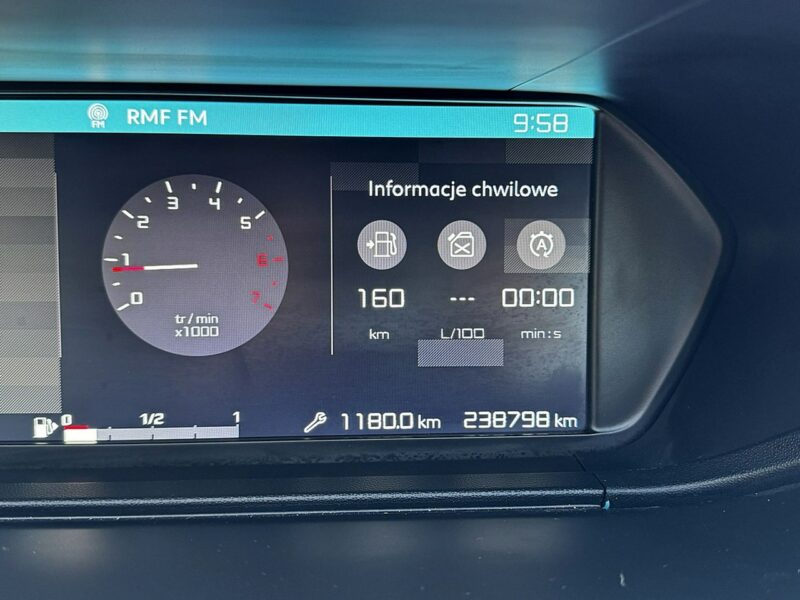 FM RMF FM 9:58
Informacje chwilowe
0 1 2 3 4 5 6 7
tr/min
x1000
160 --- 00:00
km L/100 min:s
0 1/2 1
1180.0 km 238798 km